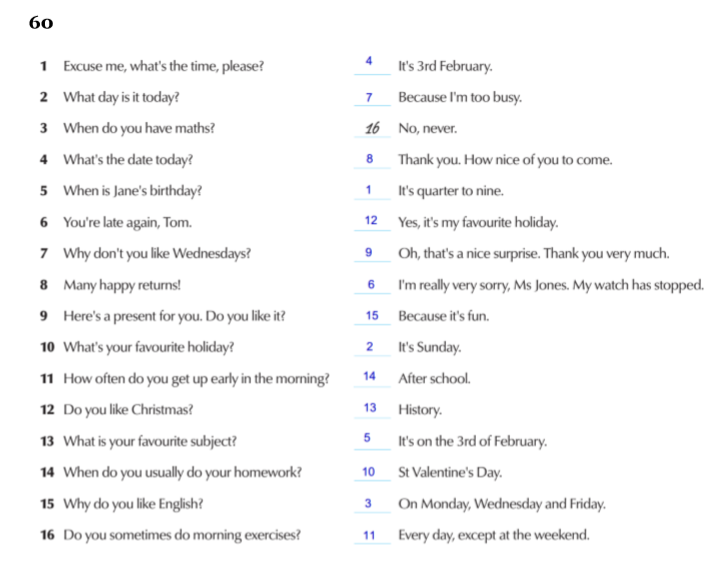 60
1 Excuse me, what's the time, please? 4 It's 3rd February.
2 What day is it today? 7 Because I'm too busy.
3 When do you have maths? 16 No, never.
4 What's the date today? 8 Thank you. How nice of you to come.
5 When is Jane's birthday? 1 It's quarter to nine.
6 You're late again, Tom. 12 Yes, it's my favourite holiday.
7 Why don't you like Wednesdays? 9 Oh, that's a nice surprise. Thank you very much.
8 Many happy returns! 6 I'm really very sorry, Ms Jones. My watch has stopped.
9 Here's a present for you. Do you like it? 15 Because it's fun.
10 What's your favourite holiday? 2 It's Sunday.
11 How often do you get up early in the morning? 14 After school.
12 Do you like Christmas? 13 History.
13 What is your favourite subject? 5 It's on the 3rd of February.
14 When do you usually do your homework? 10 St Valentine's Day.
15 Why do you like English? 3 On Monday, Wednesday and Friday.
16 Do you sometimes do morning exercises? 11 Every day, except at the weekend.